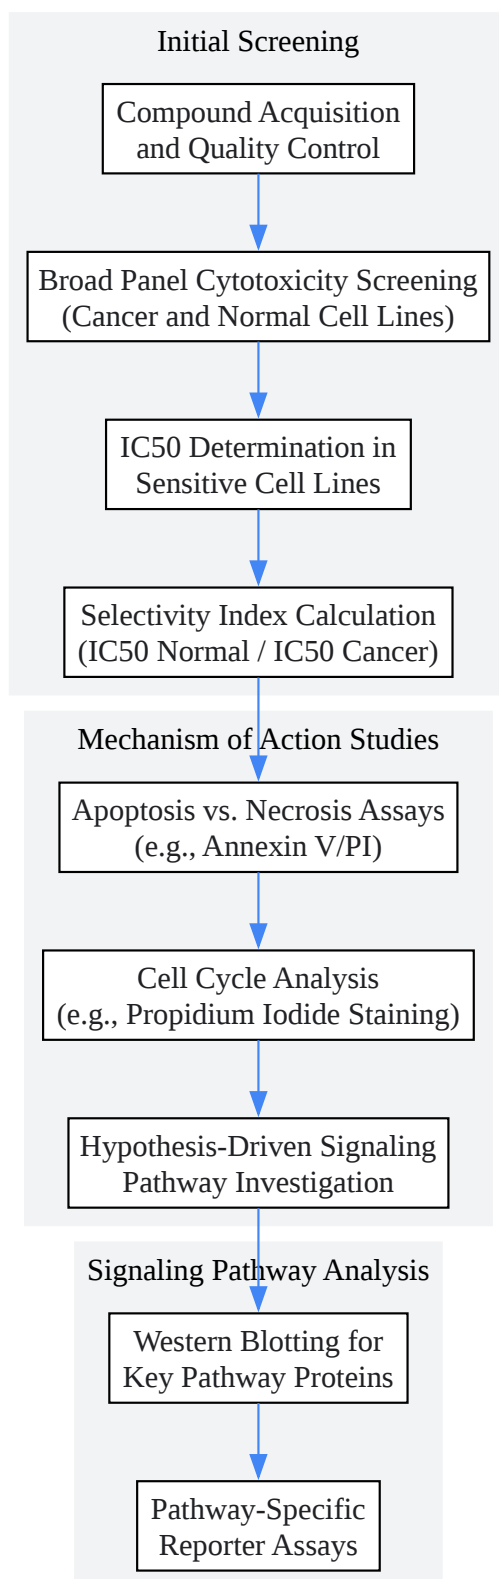 Initial Screening
Compound Acquisition
and Quality Control
Broad Panel Cytotoxicity Screening
(Cancer and Normal Cell Lines)
IC50 Determination in
Sensitive Cell Lines
Selectivity Index Calculation
(IC50 Normal / IC50 Cancer)
Mechanism of Action Studies
Apoptosis vs. Necrosis Assays
(e.g., Annexin V/PI)
Cell Cycle Analysis
(e.g., Propidium Iodide Staining)
Hypothesis-Driven Signaling
Pathway Investigation
Signaling Pathway Analysis
Western Blotting for
Key Pathway Proteins
Pathway-Specific
Reporter Assays